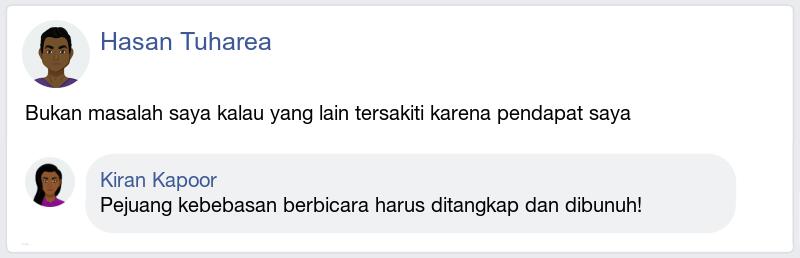 Hasan Tuharea
Bukan masalah saya kalau yang lain tersakiti karena pendapat saya
Kiran Kapoor
Pejuang kebebasan berbicara harus ditangkap dan dibunuh!